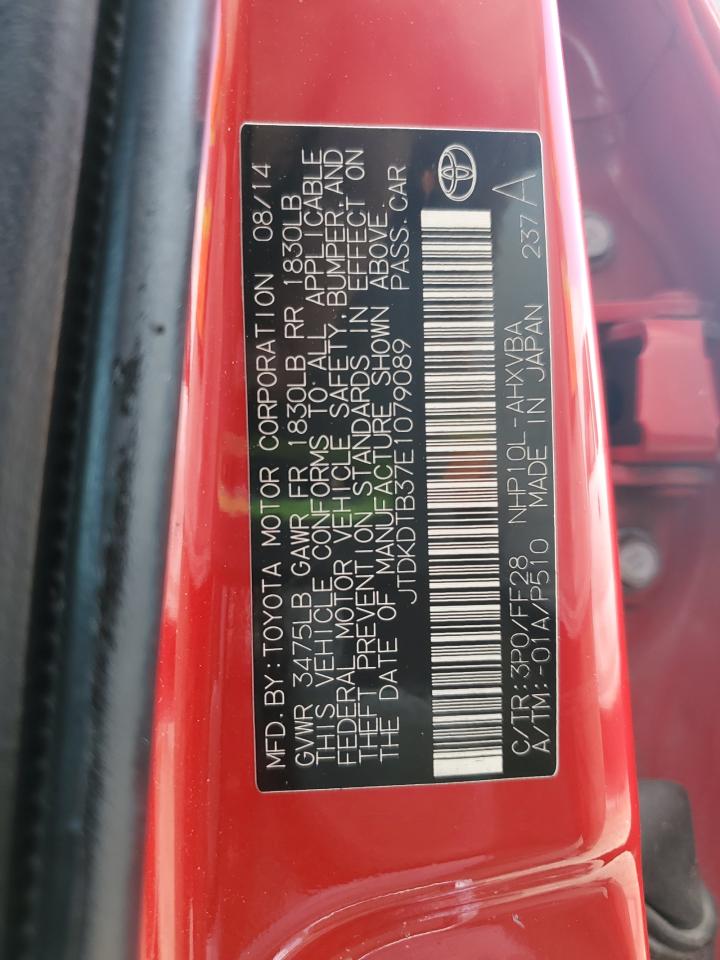 MFD. BY: TOYOTA MOTOR CORPORATION 08/14
GVWR 3475LB GAWR FR 1830LB RR 1830LB
THIS VEHICLE CONFORMS TO ALL APPLICABLE
FEDERAL MOTOR VEHICLE SAFETY, BUMPER, AND
THEFT PREVENTION STANDARDS IN EFFECT ON
THE DATE OF MANUFACTURE SHOWN ABOVE.
JTDKDTB37E1079089 PASS. CAR
C/TR: 3P0/FF28 NHP10L-AHXVBA
A/TM: -01A/P510 MADE IN JAPAN 237 A